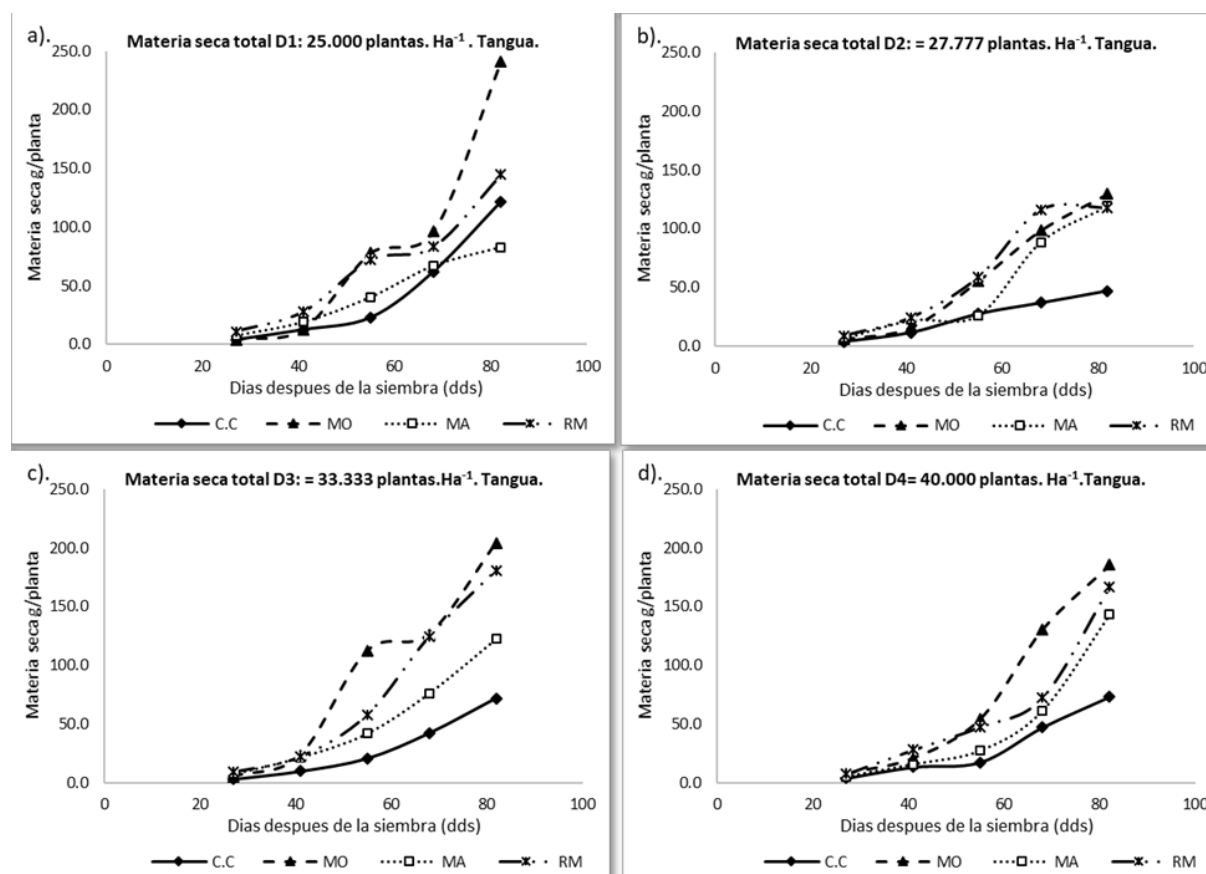 a).
Materia seca total D1: 25.000 plantas. Ha⁻¹ . Tangua.
Materia seca g/planta
250.0
200.0
150.0
100.0
50.0
0.0
0 20 40 60 80 100
Dias despues de la siembra (dds)
C.C MO MA RM
b).
Materia seca total D2: = 27.777 plantas. Ha⁻¹. Tangua.
Materia seca g/planta
250.0
200.0
150.0
100.0
50.0
0.0
0 20 40 60 80 100
Dias despues de la siembra (dds)
C.C MO MA RM
c).
Materia seca total D3: = 33.333 plantas.Ha⁻¹. Tangua.
Materia seca g/planta
250.0
200.0
150.0
100.0
50.0
0.0
0 20 40 60 80 100
Dias despues de la siembra (dds)
C.C MO MA RM
d).
Materia seca total D4= 40.000 plantas. Ha⁻¹.Tangua.
Materia seca g/planta
250.0
200.0
150.0
100.0
50.0
0.0
0 20 40 60 80 100
Dias despues de la siembra (dds)
C.C MO MA RM